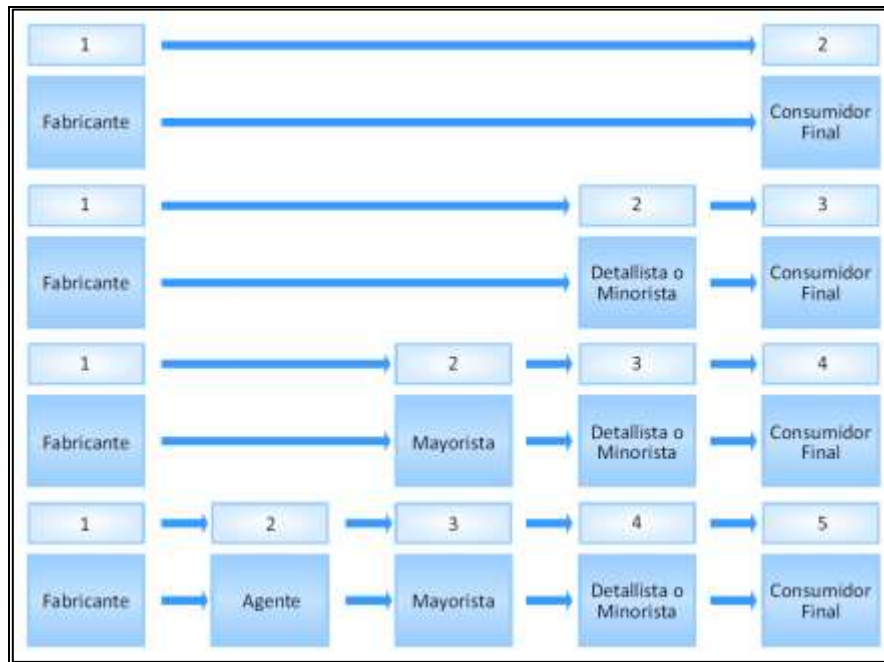 1 2
Fabricante Consumidor
Final
1 2 3
Fabricante Detallista o Consumidor
Minorista Final
1 2 3 4
Fabricante Mayorista Detallista o Consumidor
Minorista Final
1 2 3 4 5
Fabricante Agente Mayorista Detallista o Consumidor
Minorista Final